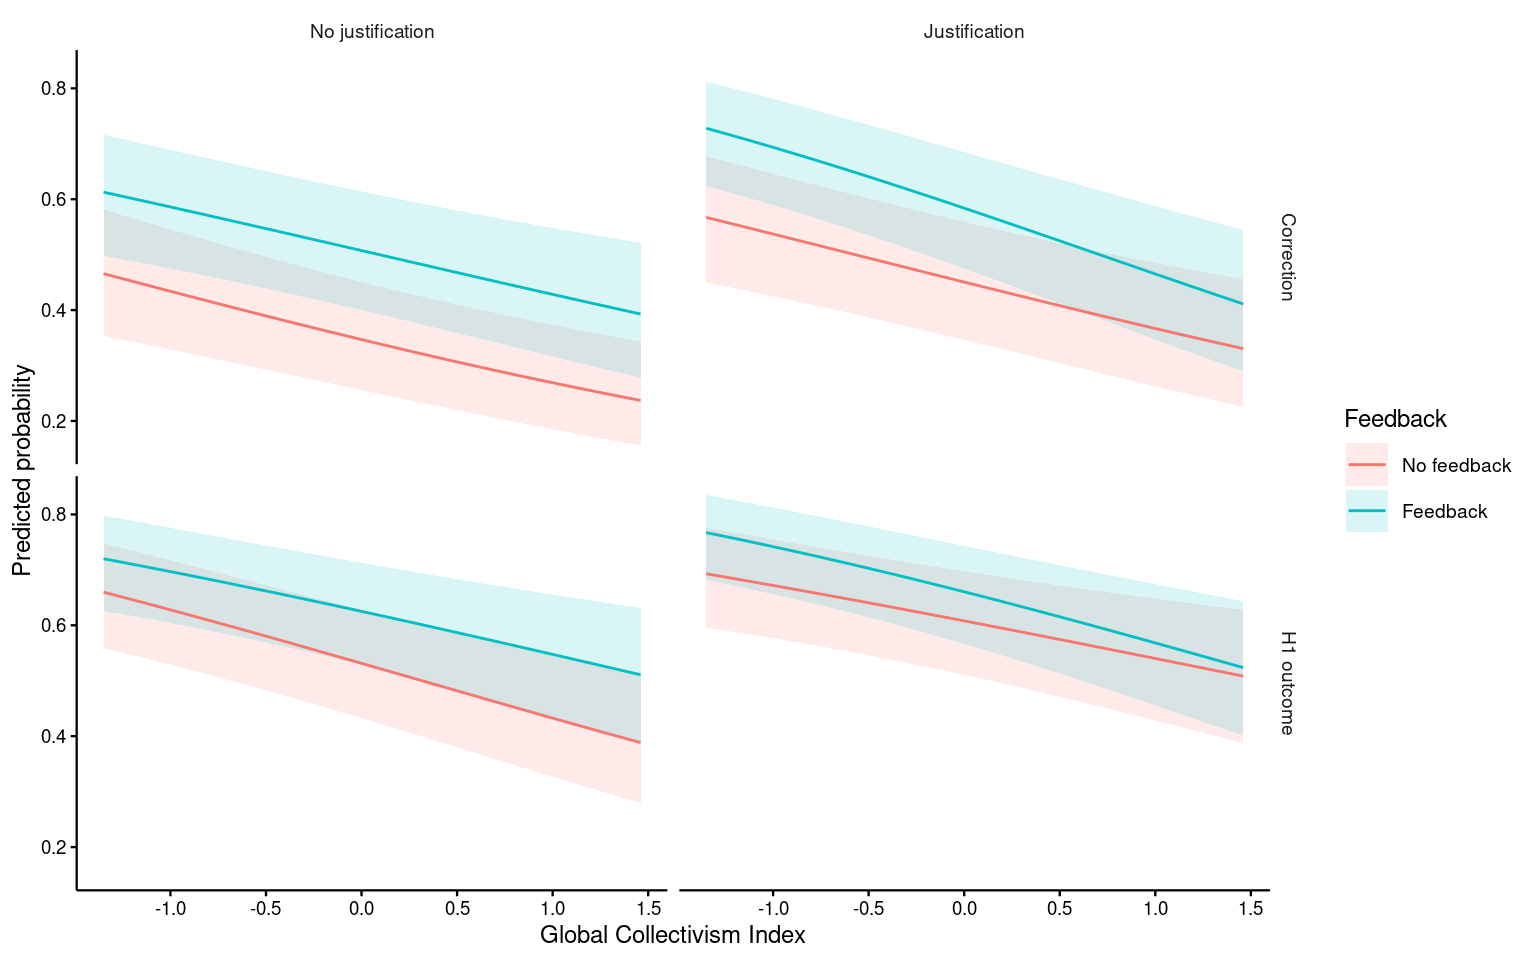 No justification
Justification
0.8
0.6
0.4
0.2
Correction
0.8
0.6
0.4
0.2
H1 outcome
Predicted probability
-1.0 -0.5 0.0 0.5 1.0 1.5
-1.0 -0.5 0.0 0.5 1.0 1.5
Global Collectivism Index
Feedback
No feedback
Feedback